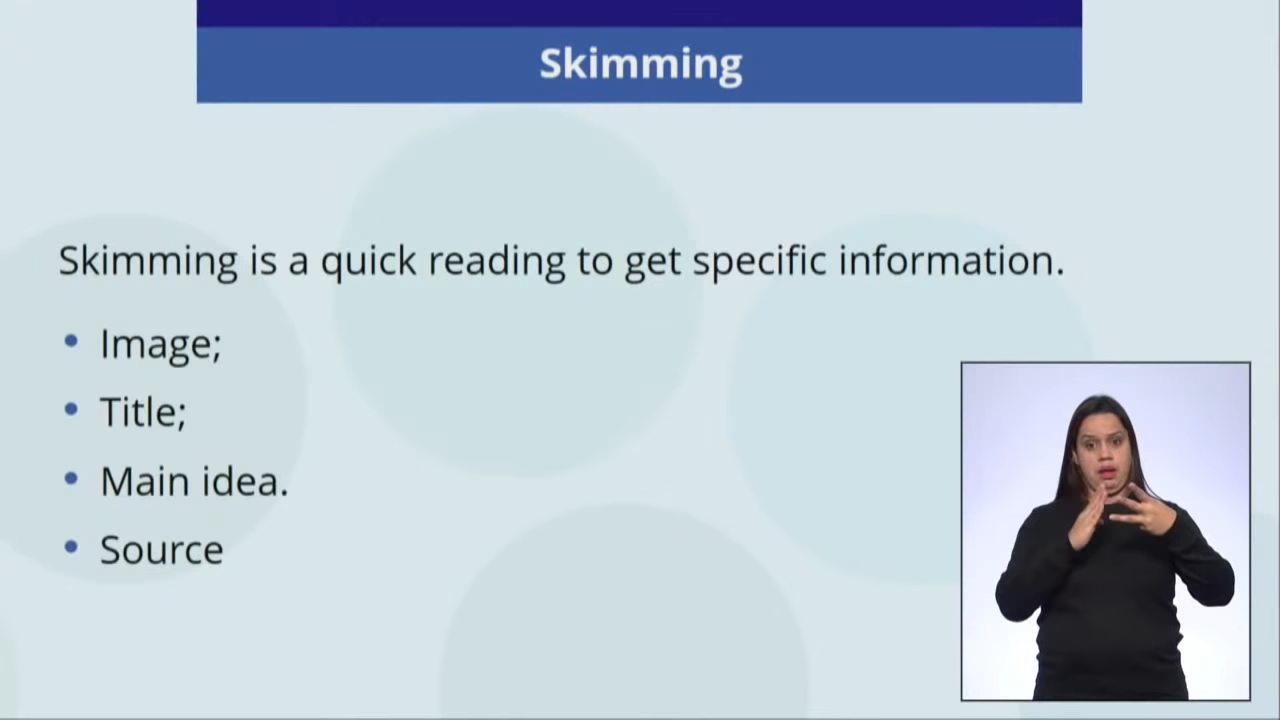 Skimming
Skimming is a quick reading to get specific information.
• Image;
• Title;
• Main idea.
• Source